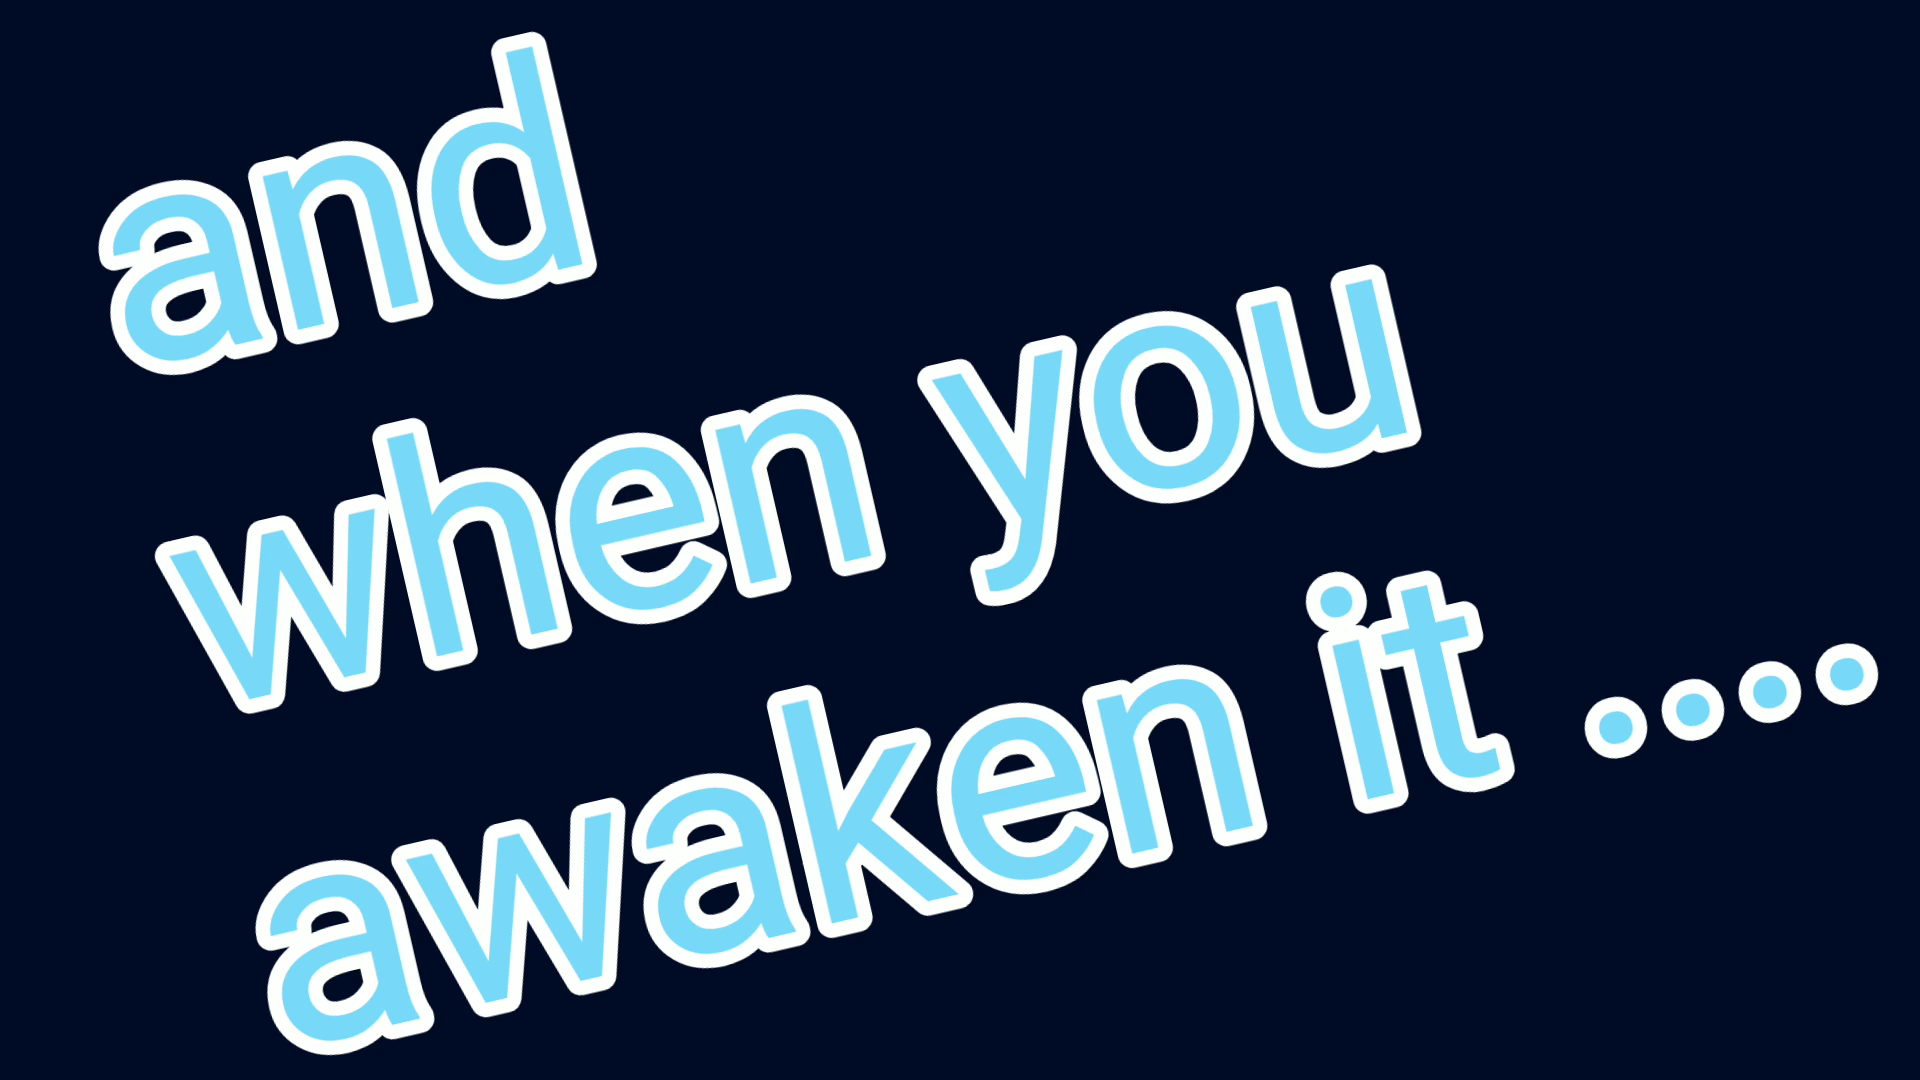 and
when you
awaken it ....